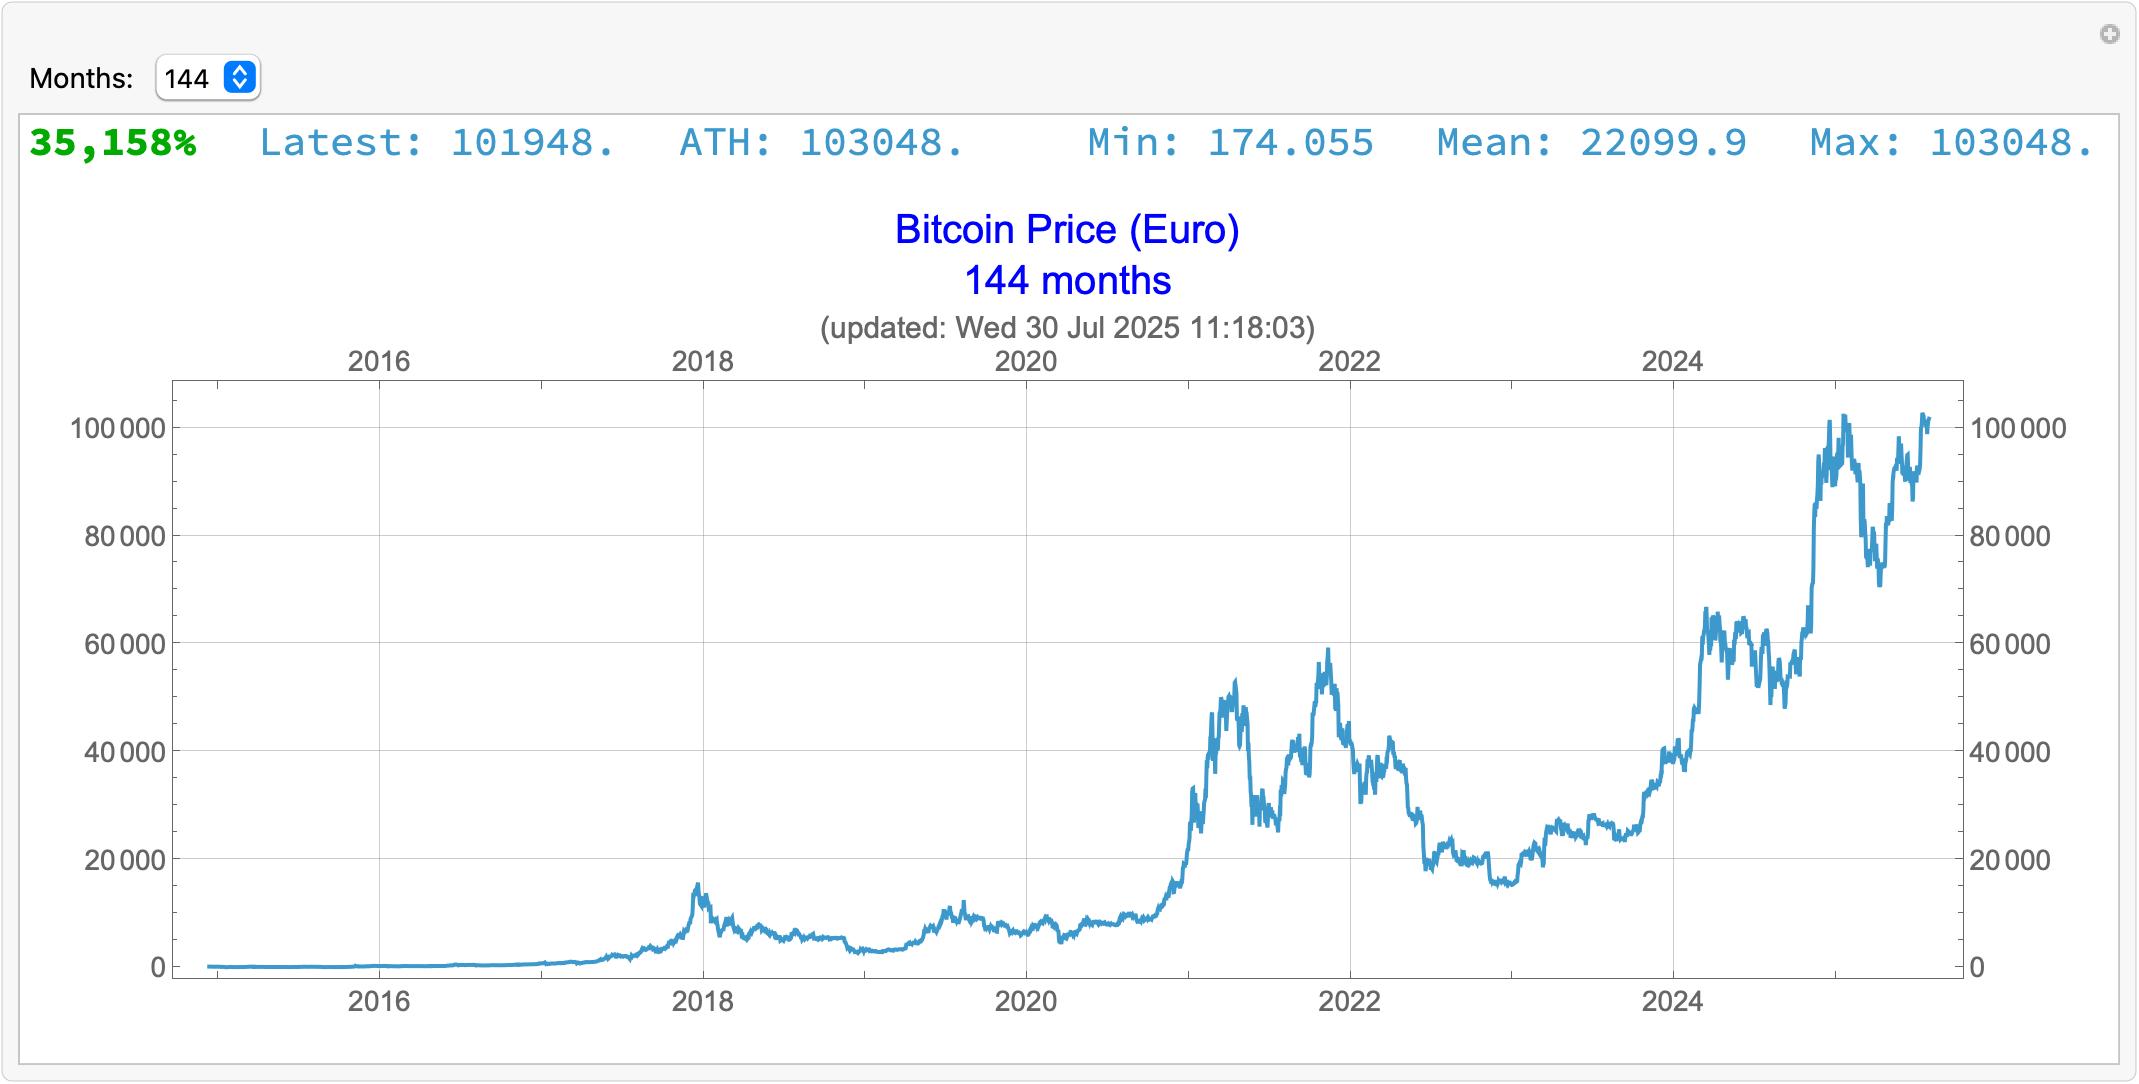 Months: 144
35,158% Latest: 101948. ATH: 103048. Min: 174.055 Mean: 22099.9 Max: 103048.
Bitcoin Price (Euro)
144 months
(updated: Wed 30 Jul 2025 11:18:03)
2016 2018 2020 2022 2024
100 000 100 000
80 000 80 000
60 000 60 000
40 000 40 000
20 000 20 000
0 0
2016 2018 2020 2022 2024